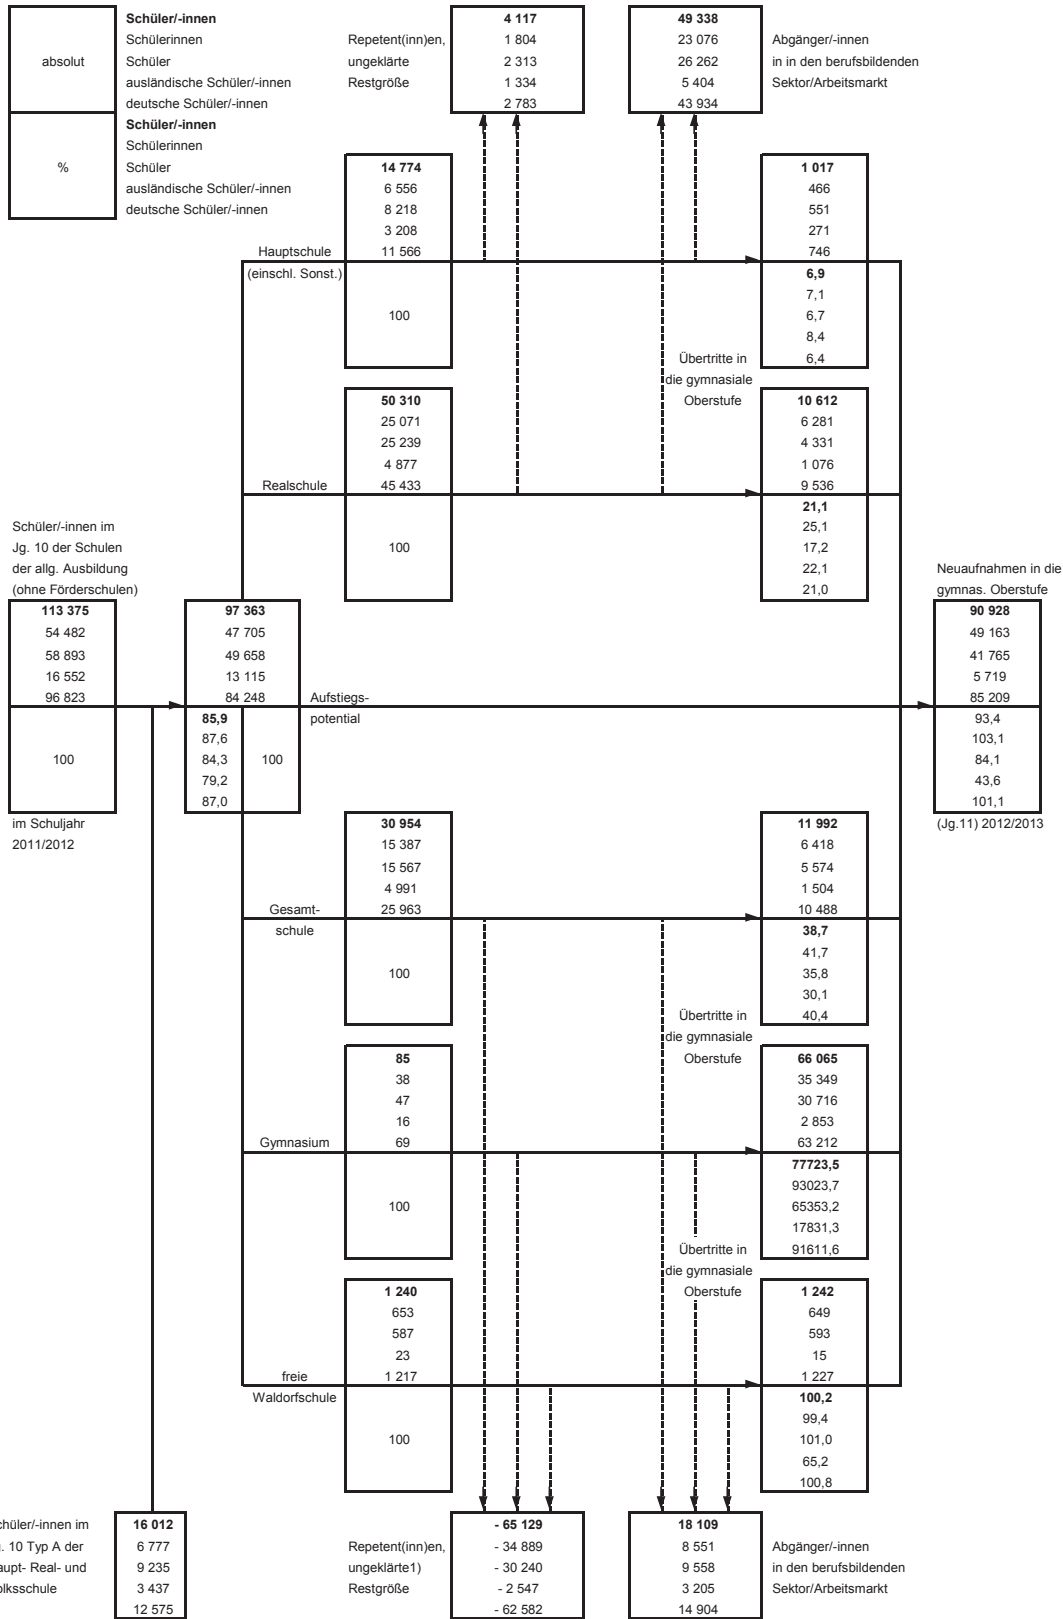 absolut
Schüler/-innen
Schülerinnen
Schüler
ausländische Schüler/-innen
deutsche Schüler/-innen
%
Schüler/-innen
Schülerinnen
Schüler
ausländische Schüler/-innen
deutsche Schüler/-innen
Repetent(inn)en,
ungeklärte
Restgröße
4 117
1 804
2 313
1 334
2 783
49 338
23 076
26 262
5 404
43 934
Abgänger/-innen
in in den berufsbildenden
Sektor/Arbeitsmarkt
Hauptschule
(einschl. Sonst.)
14 774
6 556
8 218
3 208
11 566
100
1 017
466
551
271
746
6,9
7,1
6,7
8,4
6,4
Übertritte in
die gymnasiale
Oberstufe
Realschule
50 310
25 071
25 239
4 877
45 433
100
10 612
6 281
4 331
1 076
9 536
21,1
25,1
17,2
22,1
21,0
Schüler/-innen im
Jg. 10 der Schulen
der allg. Ausbildung
(ohne Förderschulen)
113 375
54 482
58 893
16 552
96 823
100
im Schuljahr
2011/2012
97 363
47 705
49 658
13 115
84 248
85,9
87,6
84,3
79,2
87,0
100
Aufstiegs-
potential
Neuaufnahmen in die
gymnas. Oberstufe
90 928
49 163
41 765
5 719
85 209
93,4
103,1
84,1
43,6
101,1
(Jg.11) 2012/2013
Gesamt-
schule
30 954
15 387
15 567
4 991
25 963
100
11 992
6 418
5 574
1 504
10 488
38,7
41,7
35,8
30,1
40,4
Übertritte in
die gymnasiale
Oberstufe
Gymnasium
85
38
47
16
69
100
66 065
35 349
30 716
2 853
63 212
77723,5
93023,7
65353,2
17831,3
91611,6
Übertritte in
die gymnasiale
Oberstufe
freie
Waldorfschule
1 240
653
587
23
1 217
100
1 242
649
593
15
1 227
100,2
99,4
101,0
65,2
100,8
chüler/-innen im
g. 10 Typ A der
aupt- Real- und
olksschule
16 012
6 777
9 235
3 437
12 575
Repetent(inn)en,
ungeklärte1)
Restgröße
- 65 129
- 34 889
- 30 240
- 2 547
- 62 582
18 109
8 551
9 558
3 205
14 904
Abgänger/-innen
in den berufsbildenden
Sektor/Arbeitsmarkt